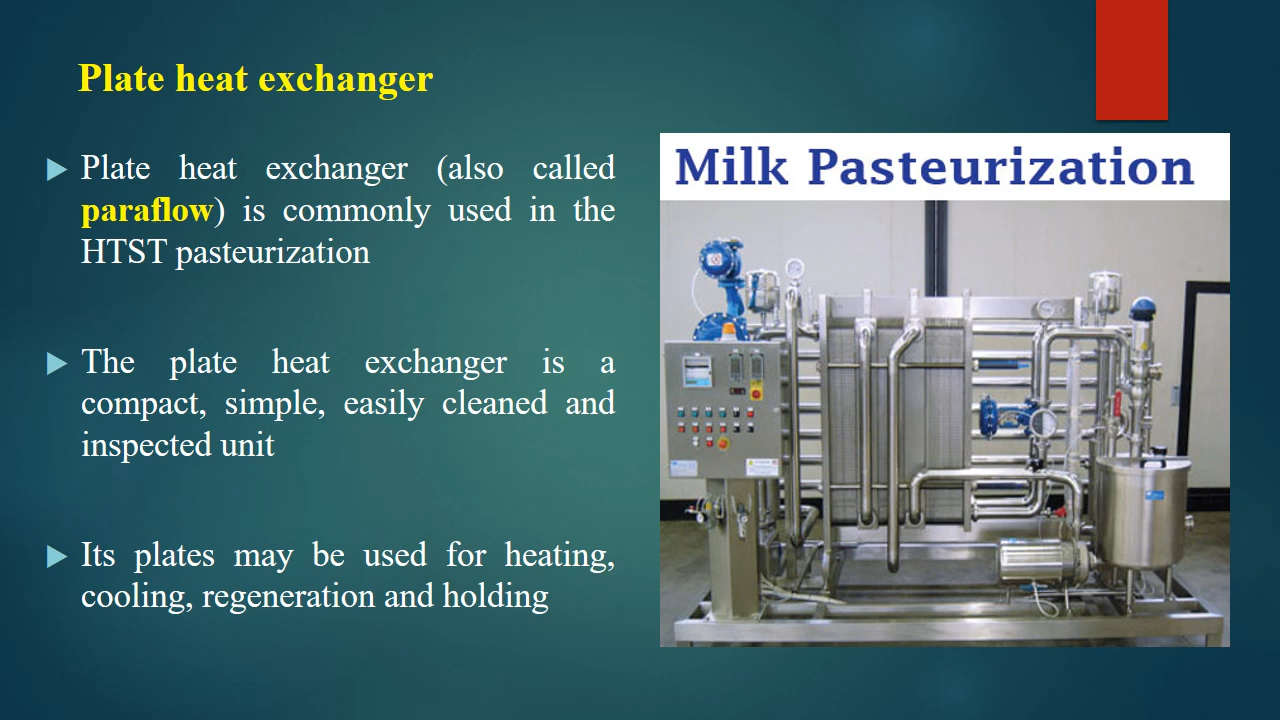 Plate heat exchanger
Plate heat exchanger (also called
paraflow) is commonly used in the
HTST pasteurization
The plate heat exchanger is a
compact, simple, easily cleaned and
inspected unit
Its plates may be used for heating,
cooling, regeneration and holding
Milk Pasteurization